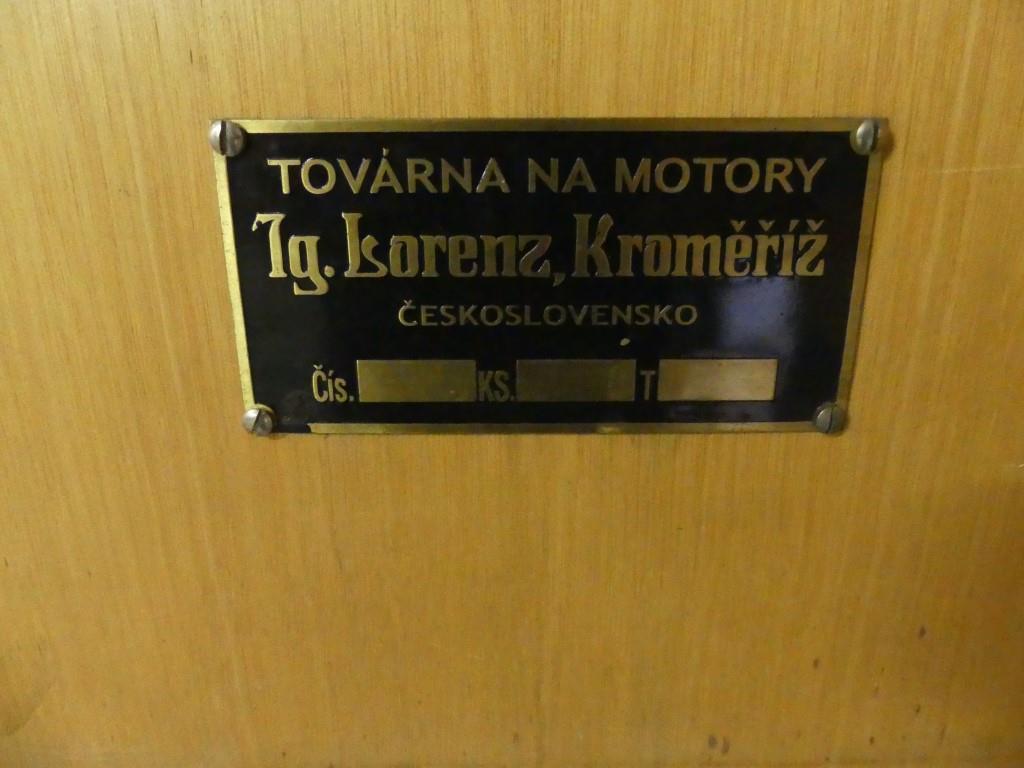 TOVÁRNA NA MOTORY
Ig. Lorenz, Kroměříž
ČESKOSLOVENSKO
Čís. KS. T